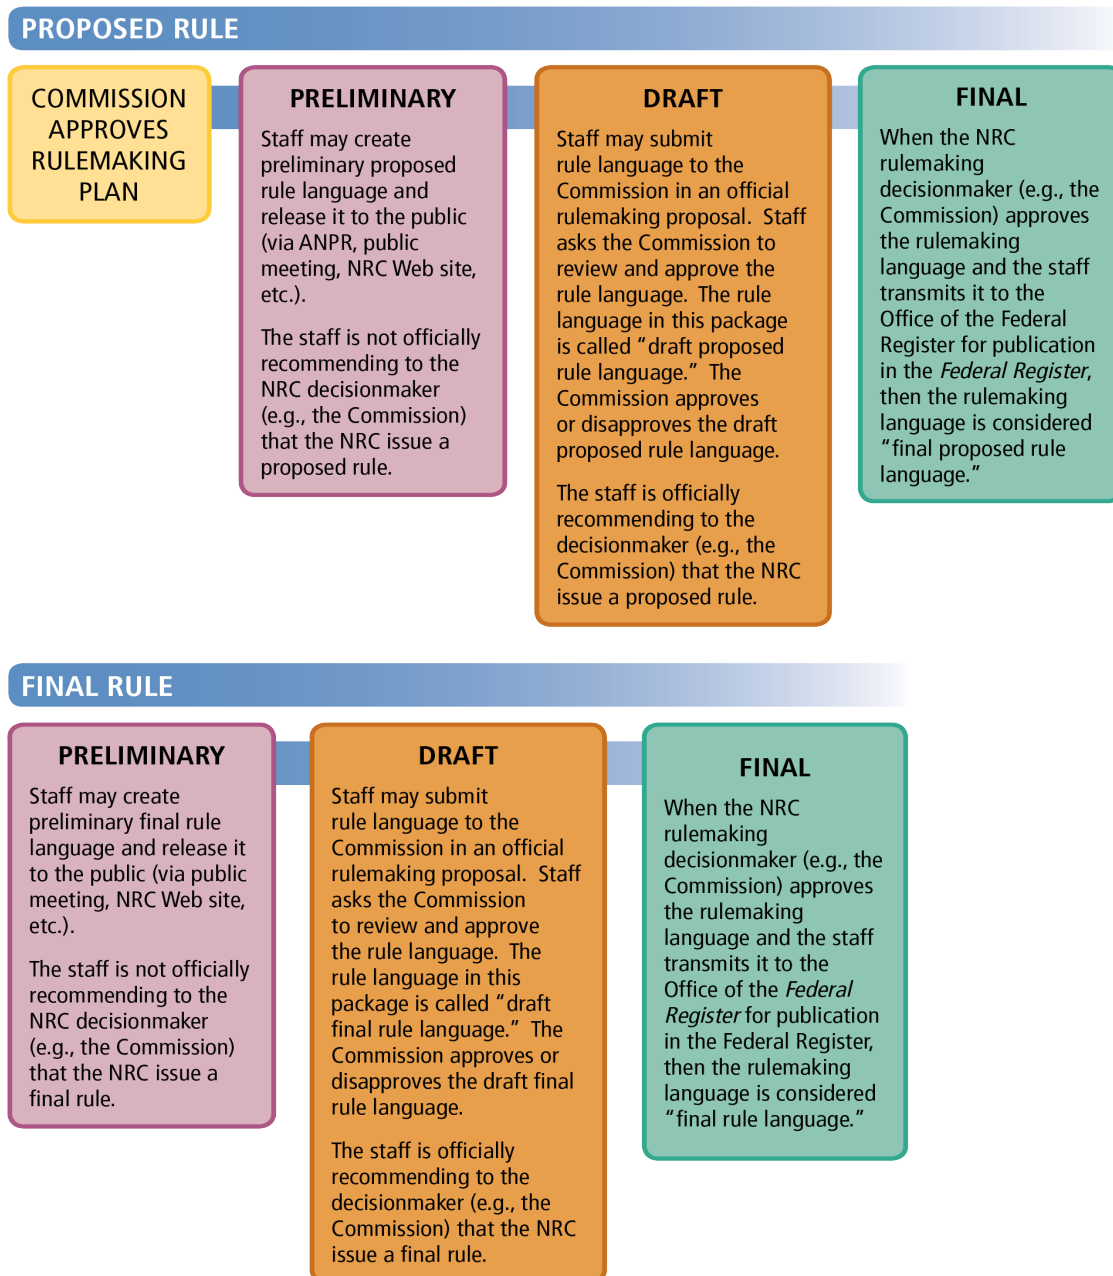 PROPOSED RULE
COMMISSION
APPROVES
RULEMAKING
PLAN
PRELIMINARY
Staff may create
preliminary proposed
rule language and
release it to the public
(via ANPR, public
meeting, NRC Web site,
etc.).
The staff is not officially
recommending to the
NRC decisionmaker
(e.g., the Commission)
that the NRC issue a
proposed rule.
DRAFT
Staff may submit
rule language to the
Commission in an official
rulemaking proposal.  Staff
asks the Commission to
review and approve the
rule language.  The rule
language in this package
is called “draft proposed
rule language.”  The
Commission approves
or disapproves the draft
proposed rule language.
The staff is officially
recommending to the
decisionmaker (e.g., the
Commission) that the NRC
issue a proposed rule.
FINAL
When the NRC
rulemaking
decisionmaker (e.g., the
Commission) approves
the rulemaking
language and the staff
transmits it to the
Office of the Federal
Register for publication
in the Federal Register,
then the rulemaking
language is considered
“final proposed rule
language.”
FINAL RULE
PRELIMINARY
Staff may create
preliminary final rule
language and release it
to the public (via public
meeting, NRC Web site,
etc.).
The staff is not officially
recommending to the
NRC decisionmaker
(e.g., the Commission)
that the NRC issue a
final rule.
DRAFT
Staff may submit
rule language to the
Commission in an official
rulemaking proposal.  Staff
asks the Commission
to review and approve
the rule language.  The
rule language in this
package is called “draft
final rule language.”  The
Commission approves or
disapproves the draft final
rule language.
The staff is officially
recommending to the
decisionmaker (e.g., the
Commission) that the NRC
issue a final rule.
FINAL
When the NRC
rulemaking
decisionmaker (e.g., the
Commission) approves
the rulemaking
language and the staff
transmits it to the
Office of the Federal
Register for publication
in the Federal Register,
then the rulemaking
language is considered
“final rule language.”